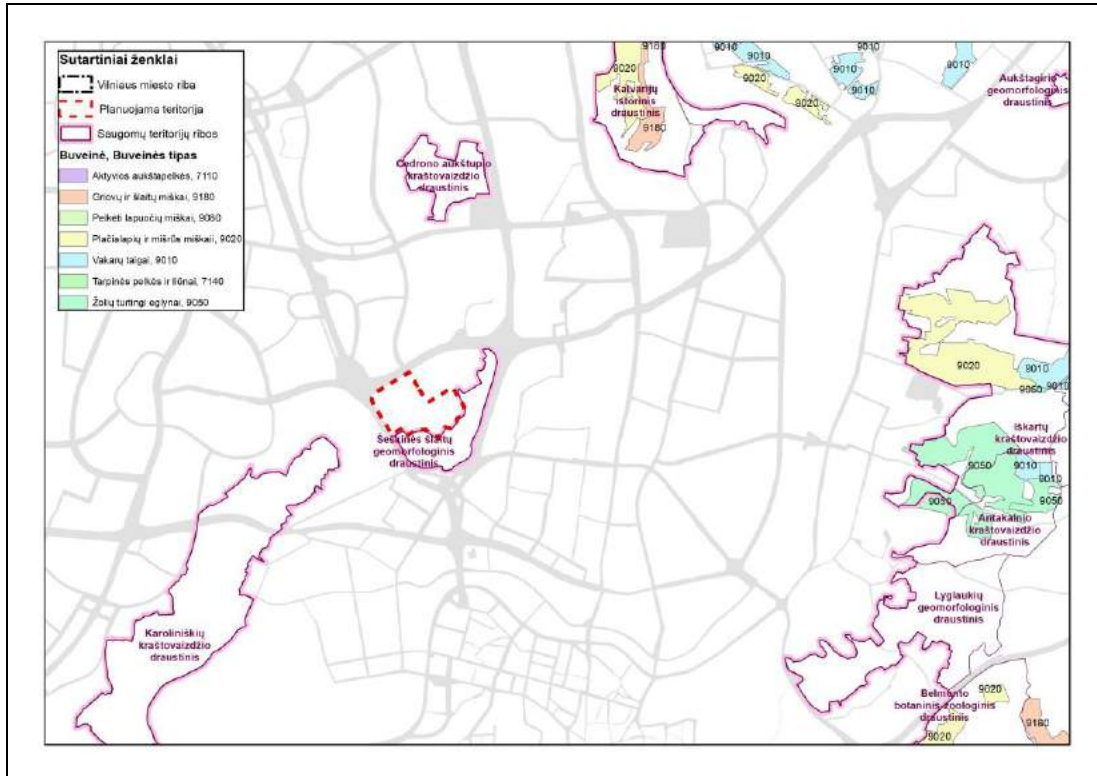 Sutartiniai ženklai
Vilniaus miesto riba
Planuojama teritorija
Saugomų teritorijų ribos
Buveinė, Buveinės tipas
Aktyvios aukštapelkės, 7110
Griovų ir šlaitų miškai, 9180
Pelkėti lapuočių miškai, 9080
Plačialapių ir mišrūs miškai, 9020
Vakarų taigai, 9010
Tarpinės pelkės ir liūnai, 7140
Žolių turtingi eglynai, 9050
9180
9020
Kalvarijų
istorinis
draustinis
9180
9010
9020
9020
9010
9010
9010
9010
Aukštagirio
geomorfologinis
draustinis
Cedrono aukštupio
kraštovaizdžio
draustinis
9020
9010
9010
9050
Šeškinės šlaitų
geomorfologinis
draustinis
iškartų
kraštovaizdžio
draustinis
9050
9010
9010
9050
9050
Antakalnio
kraštovaizdžio
draustinis
Lyglaukių
geomorfologinis
draustinis
Karoliniškių
kraštovaizdžio
draustinis
Belmonto
botaninis-zoologinis
draustinis
9020
9180
9020